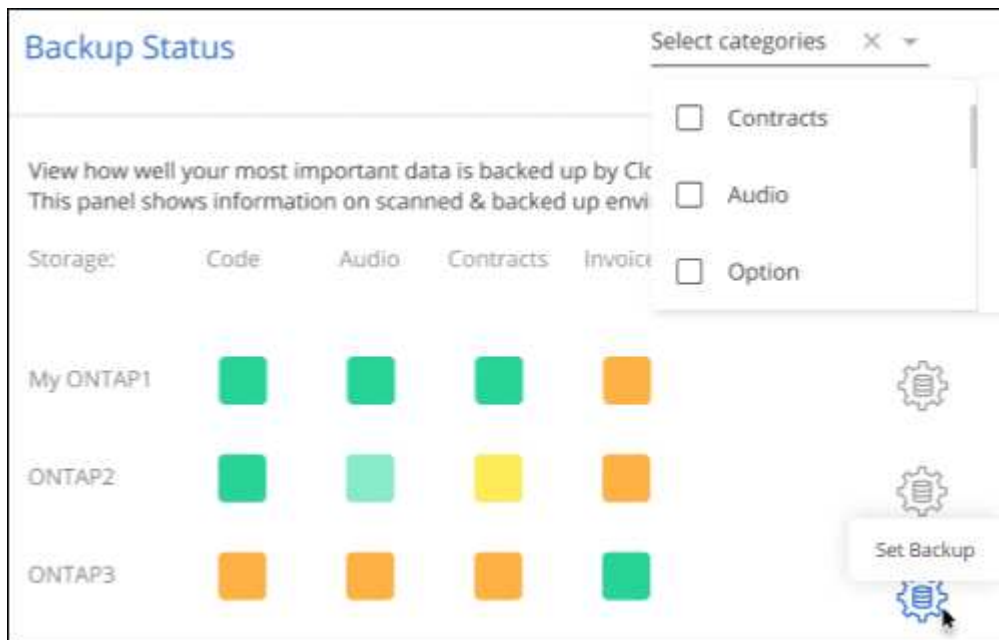 Backup Status
Select categories
Contracts
View how well your most important data is backed up by Clo
This panel shows information on scanned & backed up envi
Audio
Storage:
Code
Audio
Contracts
Invoice
Option
My ONTAP1
ONTAP2
Set Backup
ONTAP3